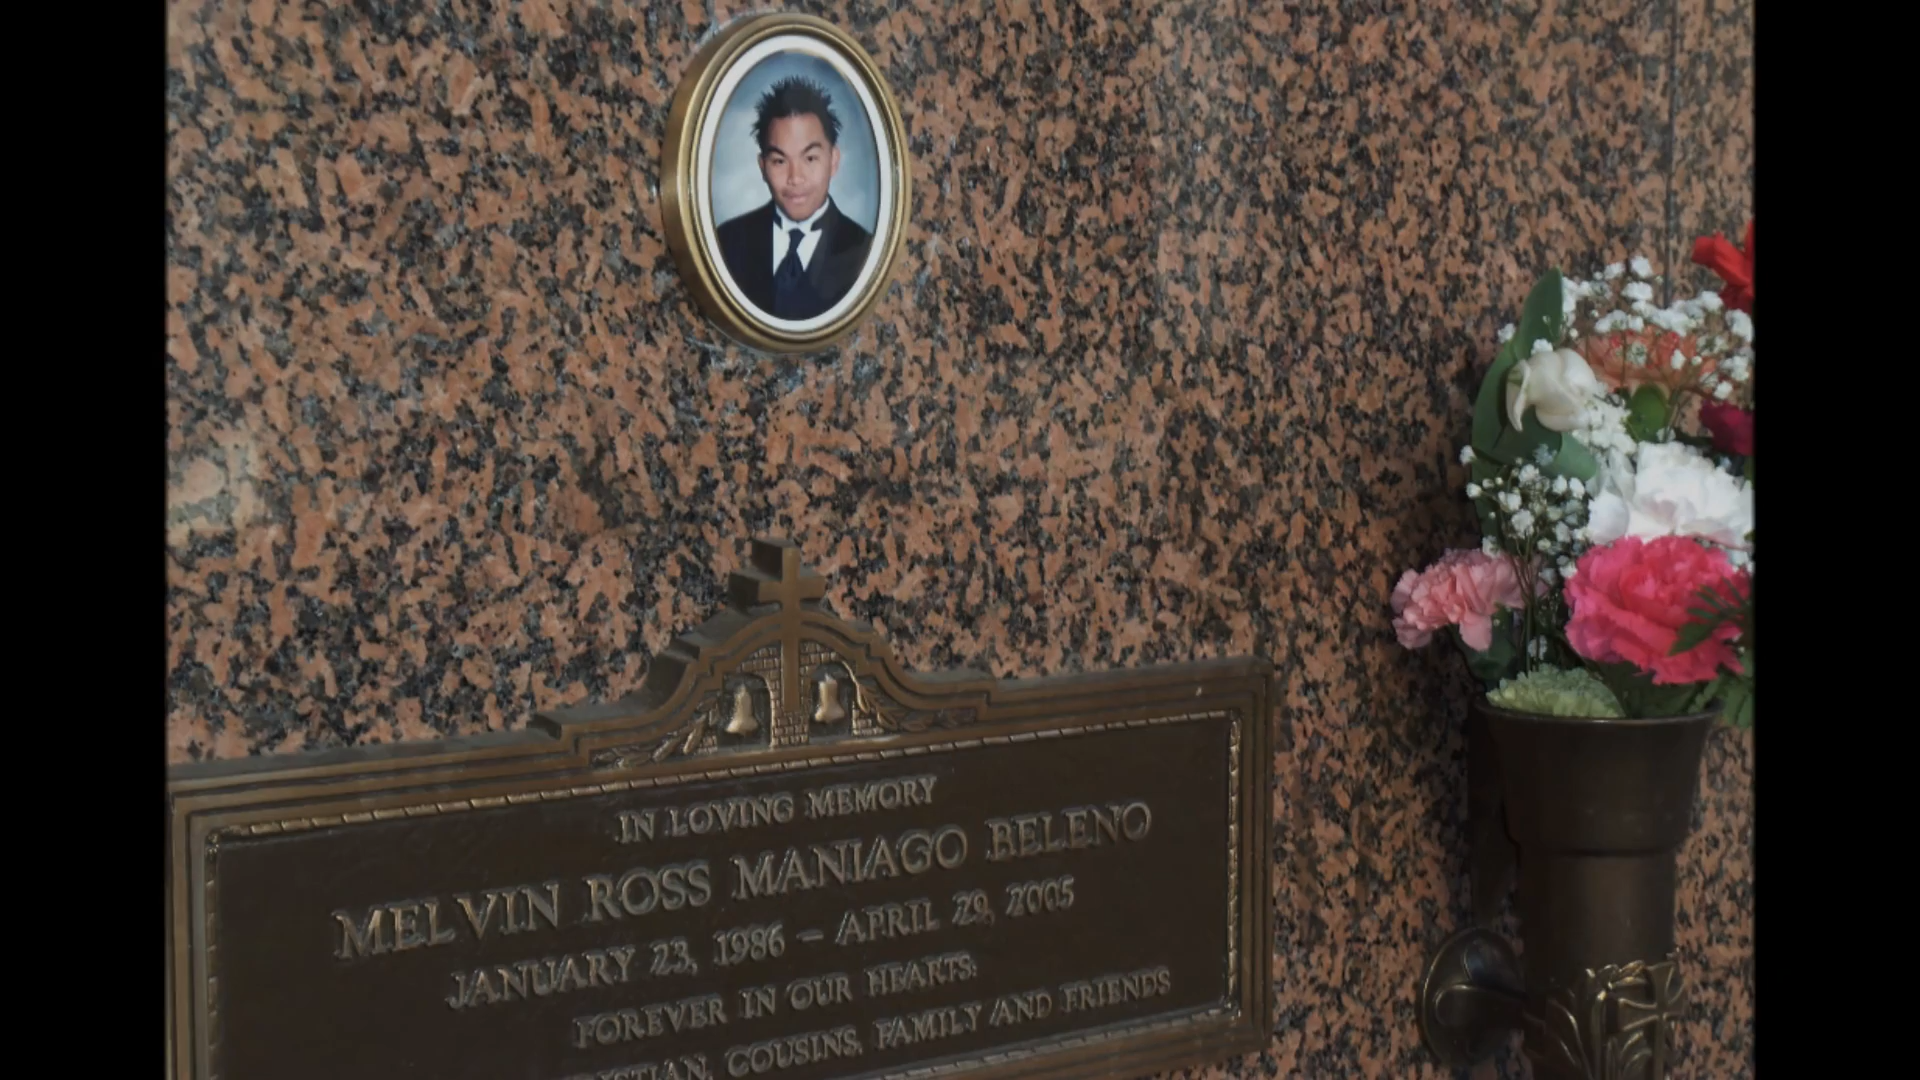 IN LOVING MEMORY
MELVIN ROSS MANIAGO BELENO
JANUARY 23, 1986 – APRIL 29, 2005
FOREVER IN OUR HEARTS:
COUSINS, FAMILY AND FRIENDS